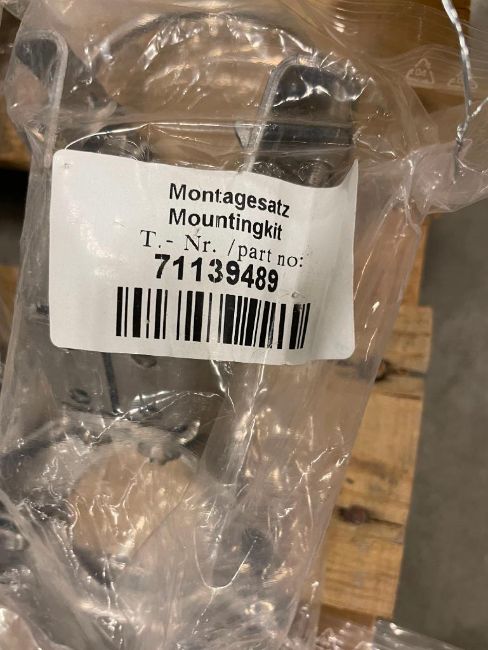 Montagesatz
Mountingkit
T.- Nr. /part no:
71139489